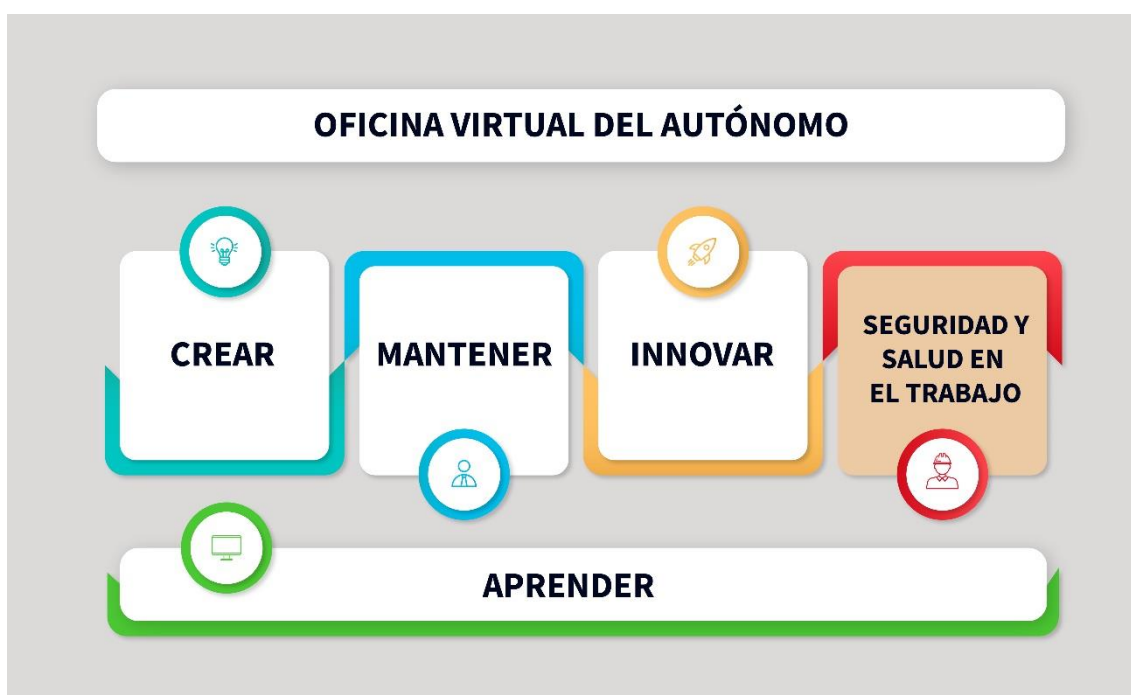 OFICINA VIRTUAL DEL AUTÓNOMO
CREAR
MANTENER
INNOVAR
SEGURIDAD Y
SALUD EN
EL TRABAJO
APRENDER